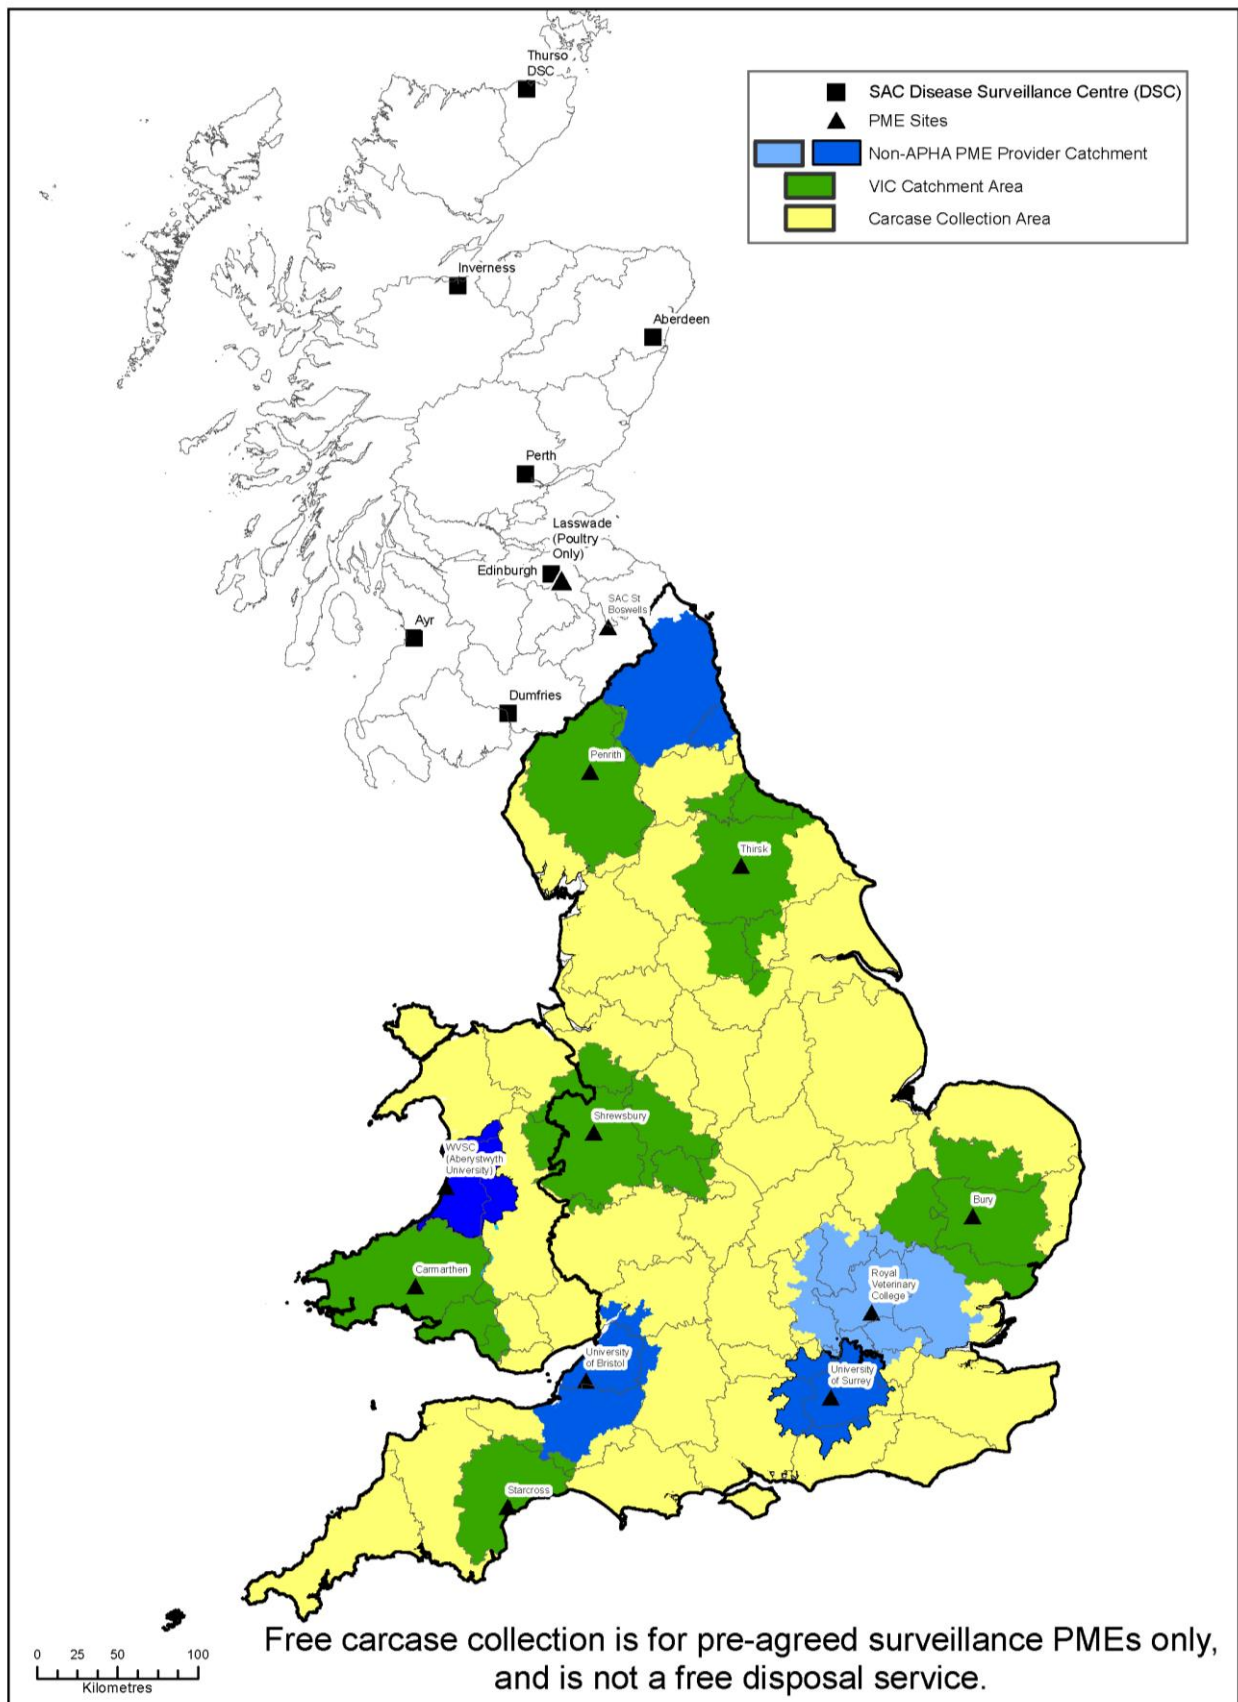 Thurso
DSC
SAC Disease Surveillance Centre (DSC)
PME Sites
Non-APHA PME Provider Catchment
VIC Catchment Area
Carcase Collection Area
Inverness
Aberdeen
Perth
Lasswade
(Poultry
Only)
Edinburgh
SAC St
Boswells
Ayr
Dumfries
Penrith
Thirsk
Shrewsbury
WVSC
(Aberystwyth
University)
Bury
Carmarthen
Royal
Veterinary
College
University
of Bristol
University
of Surrey
Starcross
Free carcase collection is for pre-agreed surveillance PMEs only,
and is not a free disposal service.
0 25 50 100
Kilometres